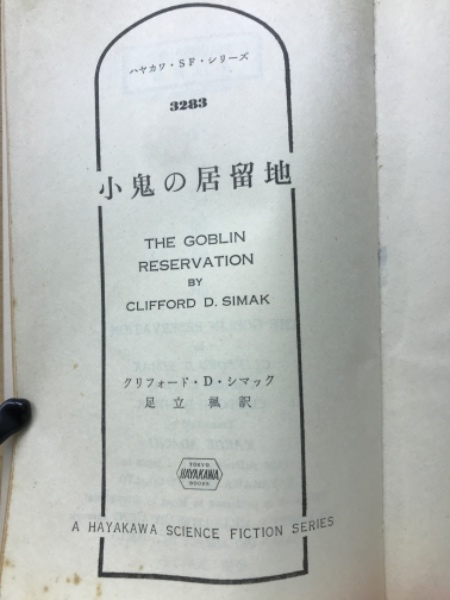 ハヤカワ・SF・シリーズ
3283
小鬼の居留地
THE GOBLIN
RESERVATION
BY
CLIFFORD D. SIMAK
クリフォード・D・シマック
足立楓訳
TOKYO
HAYAKAWA
BOOKS
A HAYAKAWA SCIENCE FICTION SERIES